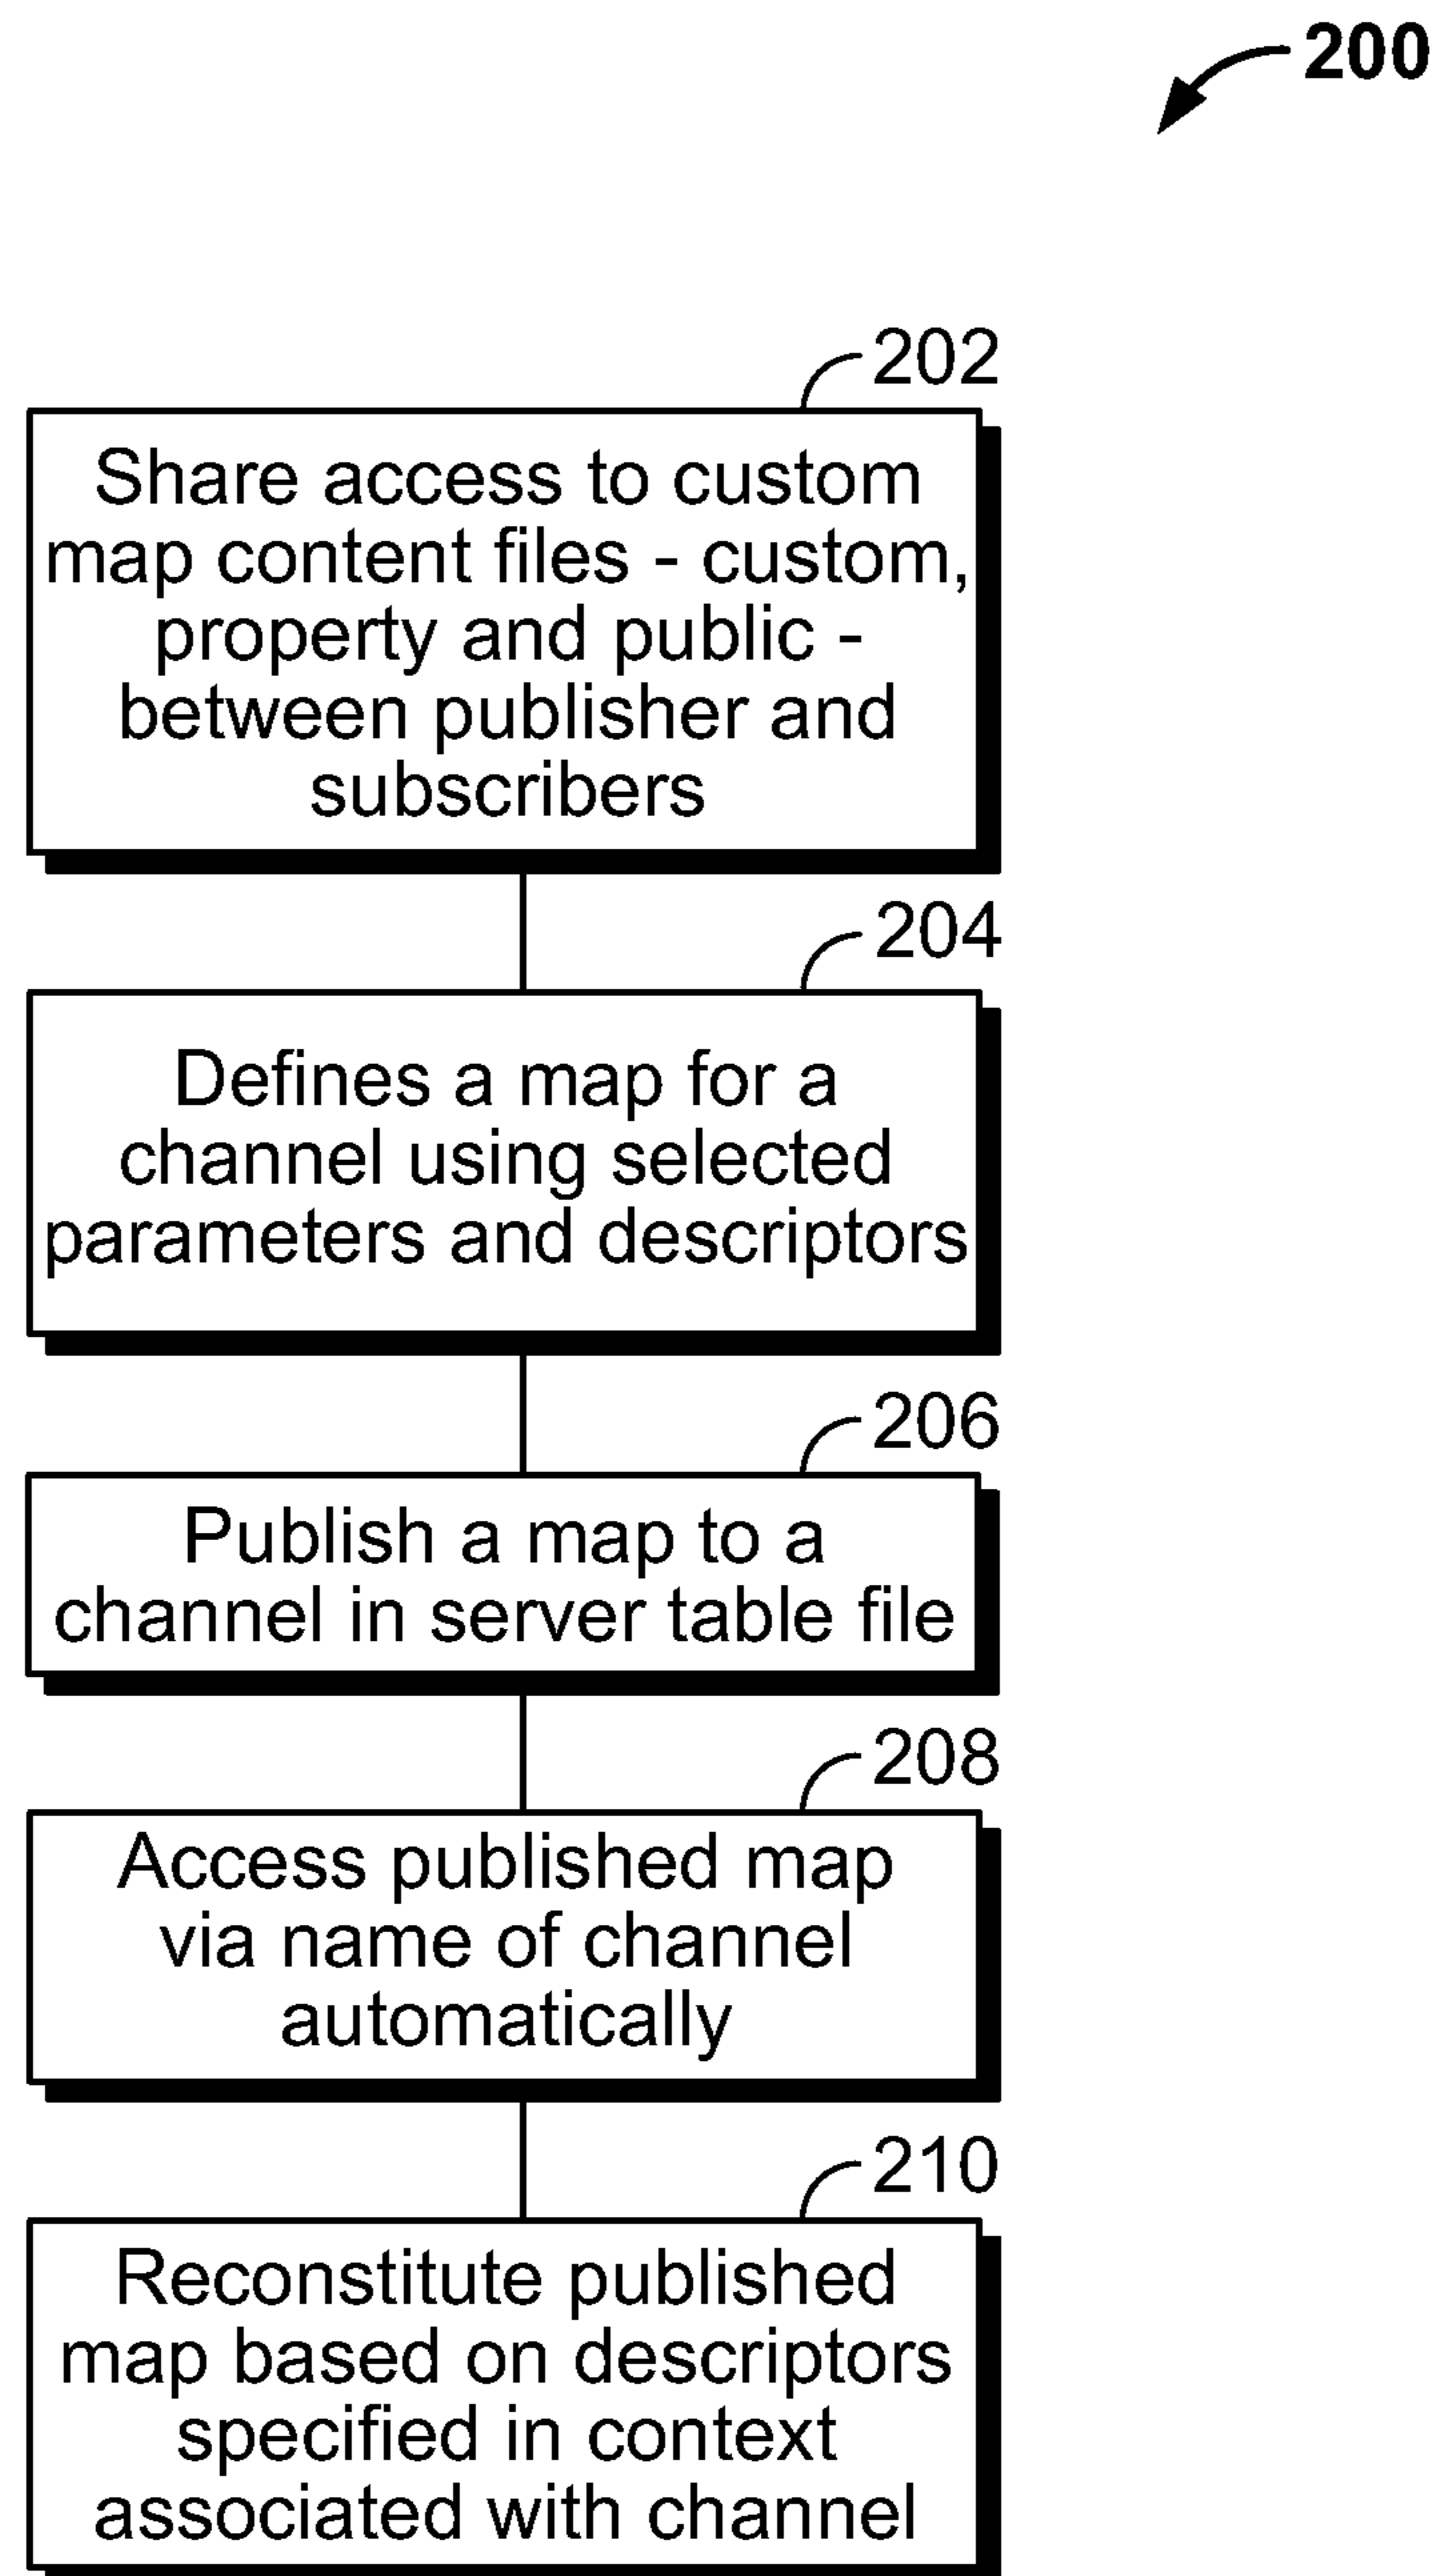 200
202
Share access to custom
map content files - custom,
property and public -
between publisher and
subscribers
204
Defines a map for a
channel using selected
parameters and descriptors
206
Publish a map to a
channel in server table file
208
Access published map
via name of channel
automatically
210
Reconstitute published
map based on descriptors
specified in context
associated with channel